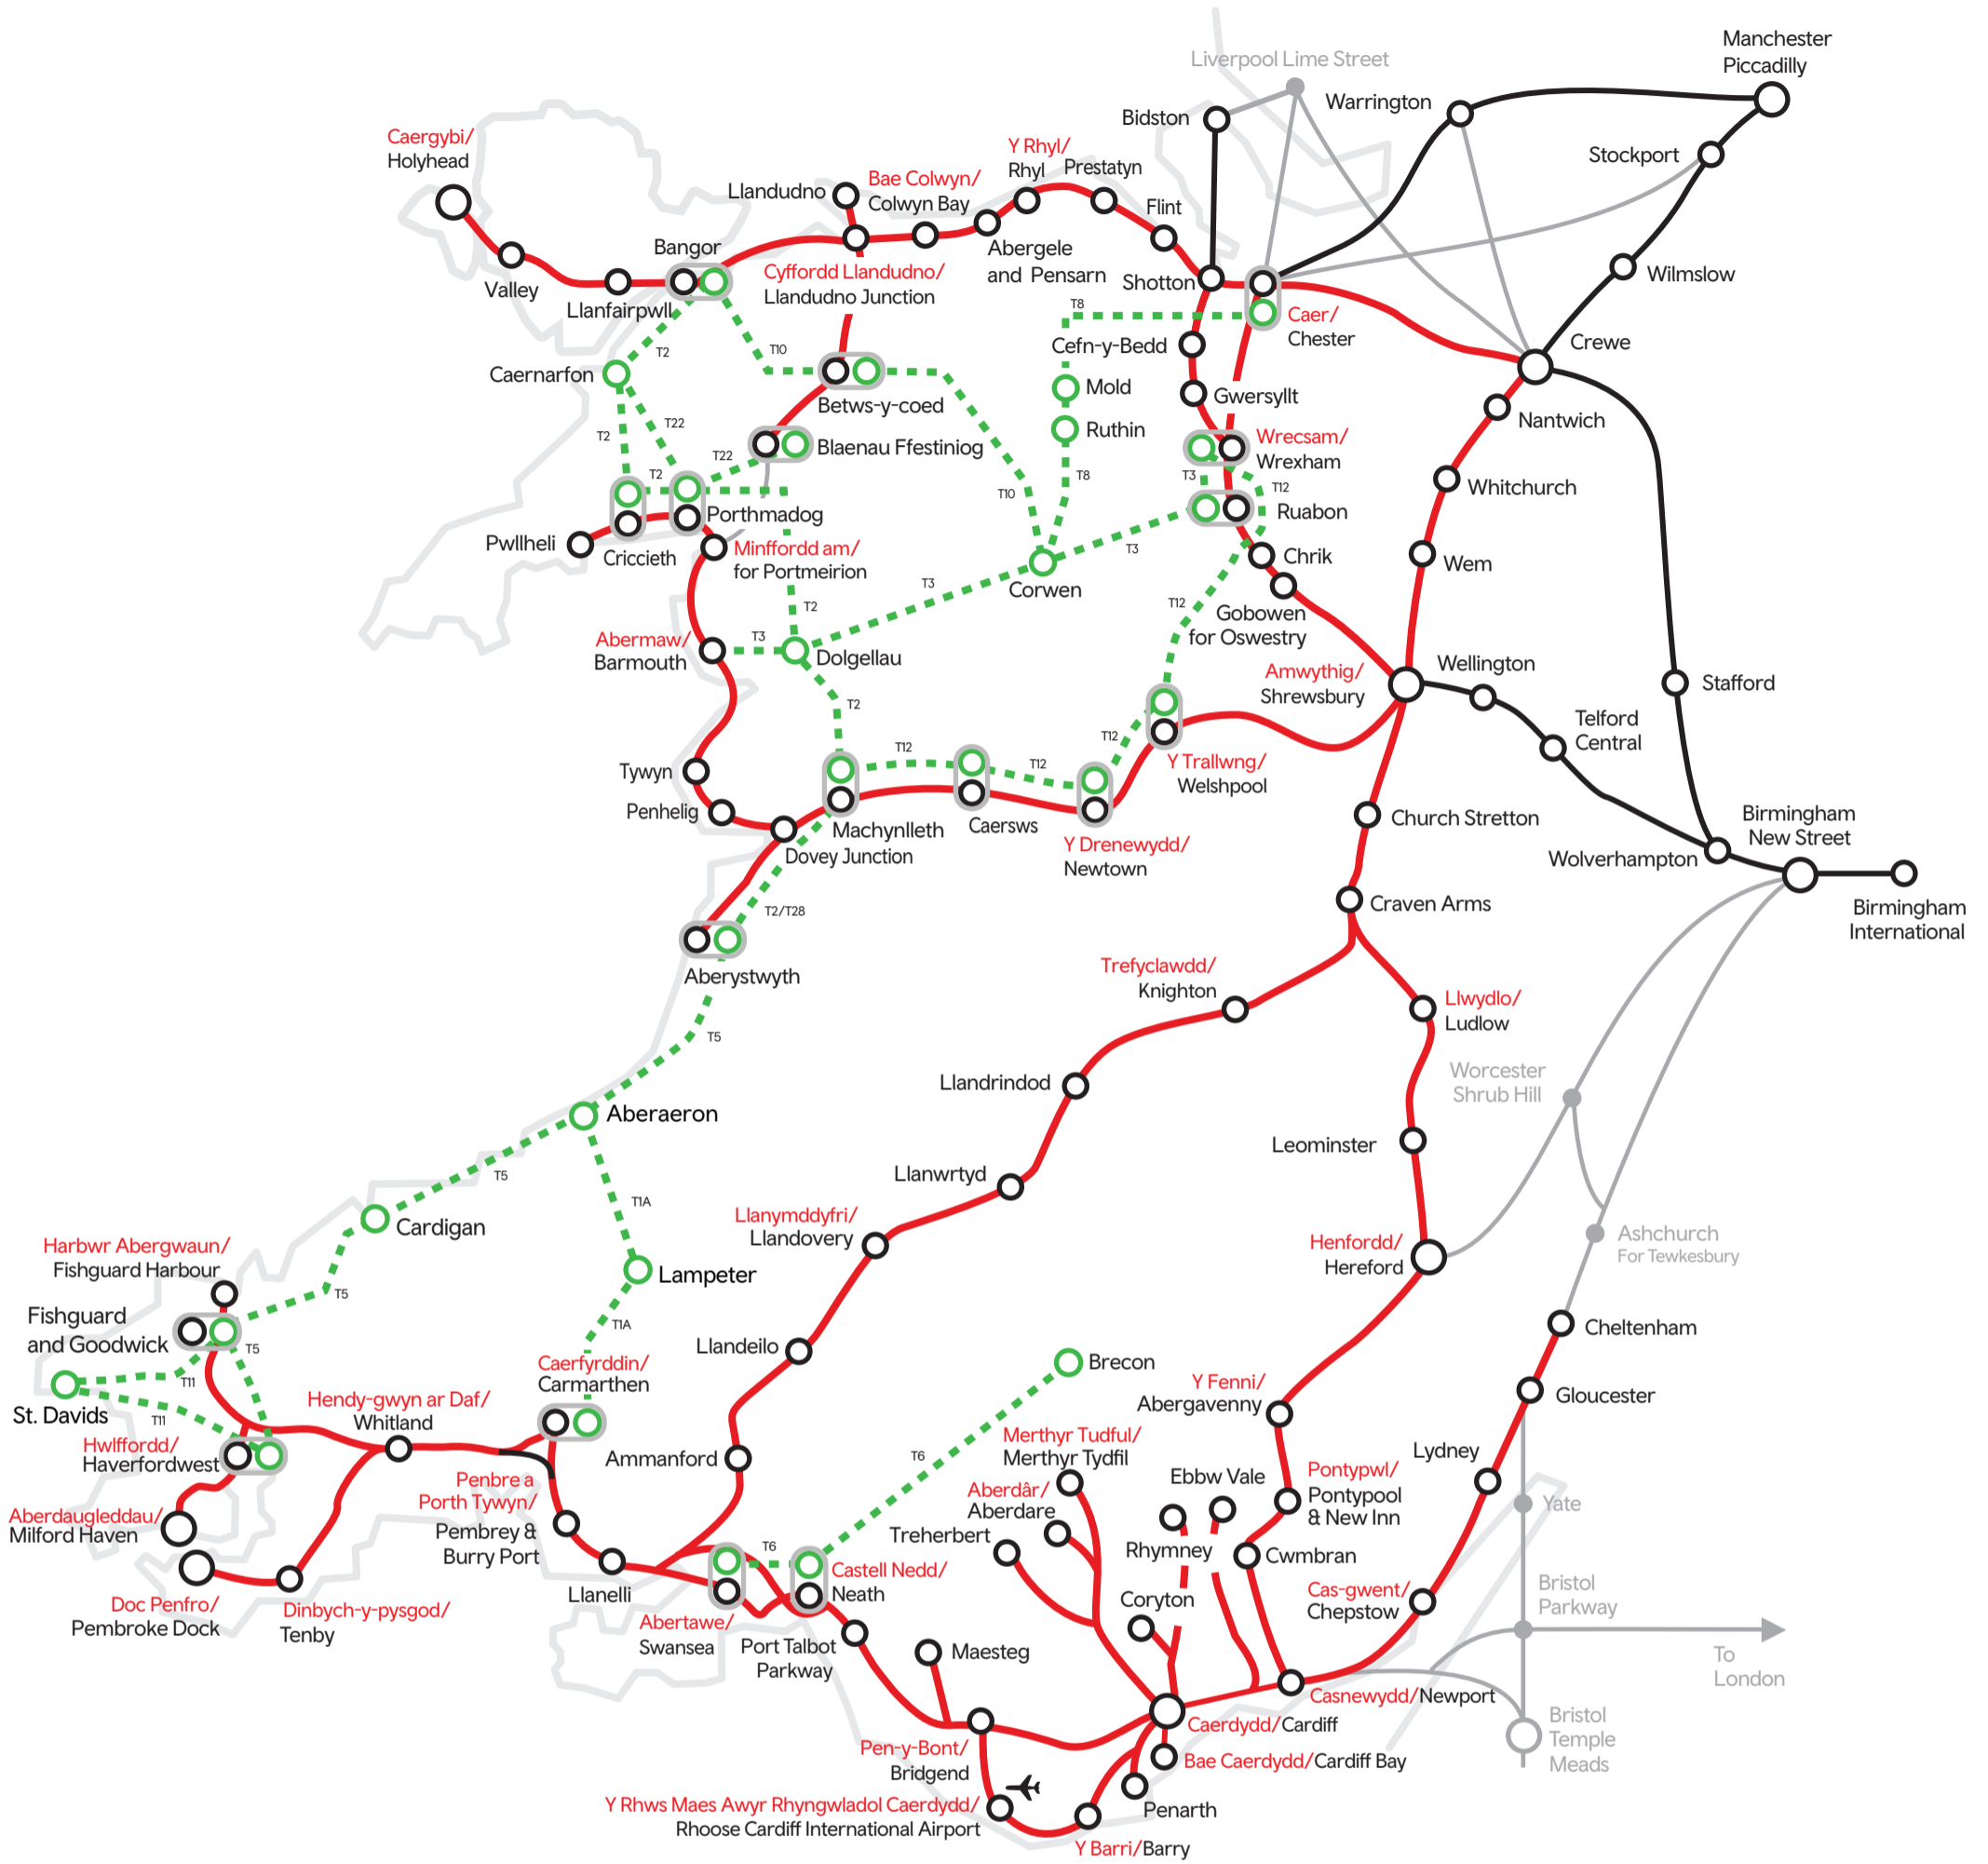 Manchester
Piccadilly
Liverpool Lime Street
Warrington
Bidston
Stockport
Caergybi/
Holyhead
Y Rhyl/
Rhyl
Prestatyn
Bae Colwyn/
Colwyn Bay
Llandudno
Flint
Bangor
Abergele
and Pensarn
Valley
Cyffordd Llandudno/
Llandudno Junction
Shotton
Wilmslow
Llanfairpwll
T8
Caer/
Chester
Crewe
Cefn-y-Bedd
T2
T10
Caernarfon
Mold
Betws-y-coed
Gwersyllt
Nantwich
T22
Ruthin
T2
Blaenau Ffestiniog
Wrecsam/
Wrexham
T22
T2
T8
T3
T12
T10
Whitchurch
Porthmadog
Ruabon
Pwllheli
Criccieth
Minffordd am/
for Portmeirion
T3
Chrik
Wem
T3
Corwen
T2
T12
Gobowen
for Oswestry
Abermaw/
Barmouth
T3
Dolgellau
Amwythig/
Shrewsbury
Wellington
Stafford
T2
Telford
Central
T12
T12
T12
Tywyn
Y Trallwng/
Welshpool
Penhelig
Machynlleth
Caersws
Dovey Junction
Y Drenewydd/
Newtown
Church Stretton
Birmingham
New Street
Wolverhampton
Craven Arms
Birmingham
International
T2/T28
Aberystwyth
Trefyclawdd/
Knighton
Llwydlo/
Ludlow
T5
Llandrindod
Worcester
Shrub Hill
Aberaeron
Leominster
T5
Llanwrtyd
T1A
Cardigan
Llanymddyfri/
Llandovery
Henfordd/
Hereford
Ashchurch
For Tewkesbury
Harbwr Abergwaun/
Fishguard Harbour
Lampeter
T5
Fishguard
and Goodwick
T1A
Cheltenham
T5
Llandeilo
Caerfyrddin/
Carmarthen
Brecon
T11
St. Davids
T11
Hendy-gwyn ar Daf/
Whitland
Y Fenni/
Abergavenny
Gloucester
Hwlffordd/
Haverfordwest
Ammanford
T6
Merthyr Tudful/
Merthyr Tydfil
Lydney
Ebbw Vale
Pontypwl/
Pontypool
& New Inn
Penbre a
Porth Tywyn/
Pembrey &
Burry Port
Aberdâr/
Aberdare
Yate
Aberdaugleddau/
Milford Haven
Treherbert
Rhymney
Cwmbran
T6
Castell Nedd/
Neath
Llanelli
Coryton
Cas-gwent/
Chepstow
Bristol
Parkway
Doc Penfro/
Pembroke Dock
Dinbych-y-pysgod/
Tenby
Abertawe/
Swansea
Port Talbot
Parkway
Maesteg
To
London
Casnewydd/Newport
Caerdydd/Cardiff
Bristol
Temple
Meads
Pen-y-Bont/
Bridgend
Bae Caerdydd/Cardiff Bay
Y Rhws Maes Awyr Rhyngwladol Caerdydd/
Rhoose Cardiff International Airport
Penarth
Y Barri/Barry